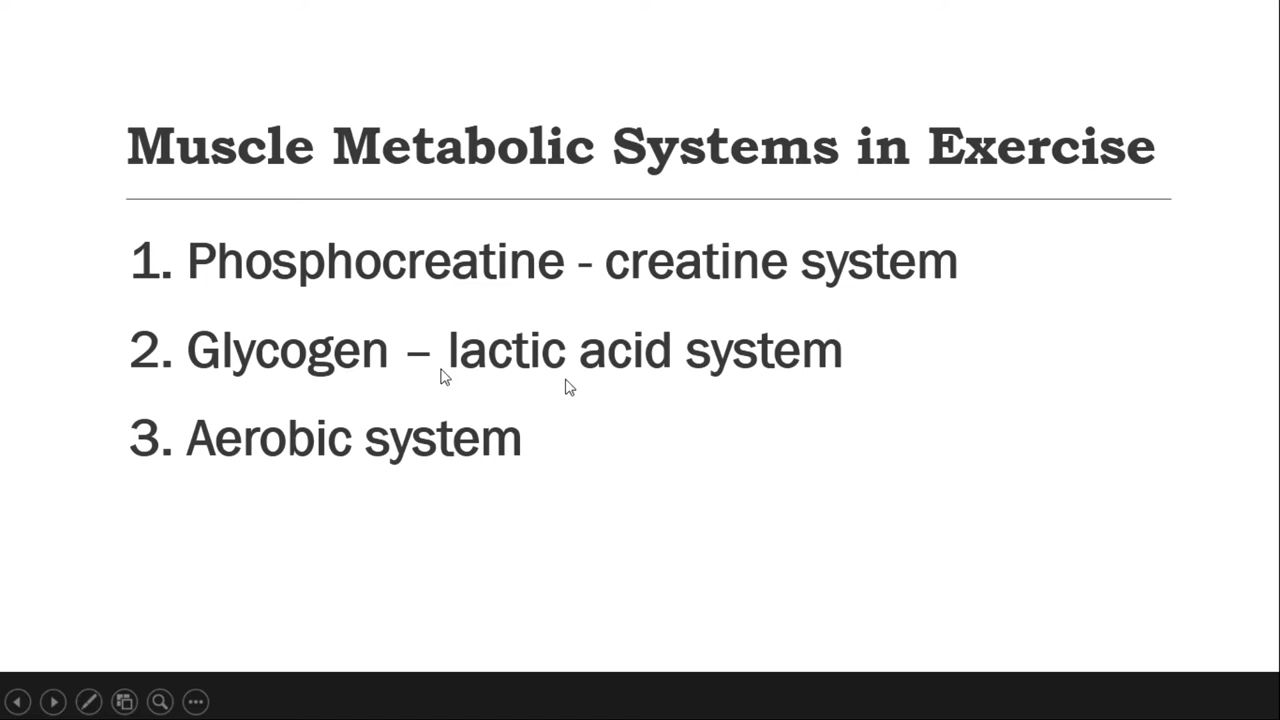 Muscle Metabolic Systems in Exercise
1. Phosphocreatine - creatine system
2. Glycogen – lactic acid system
3. Aerobic system